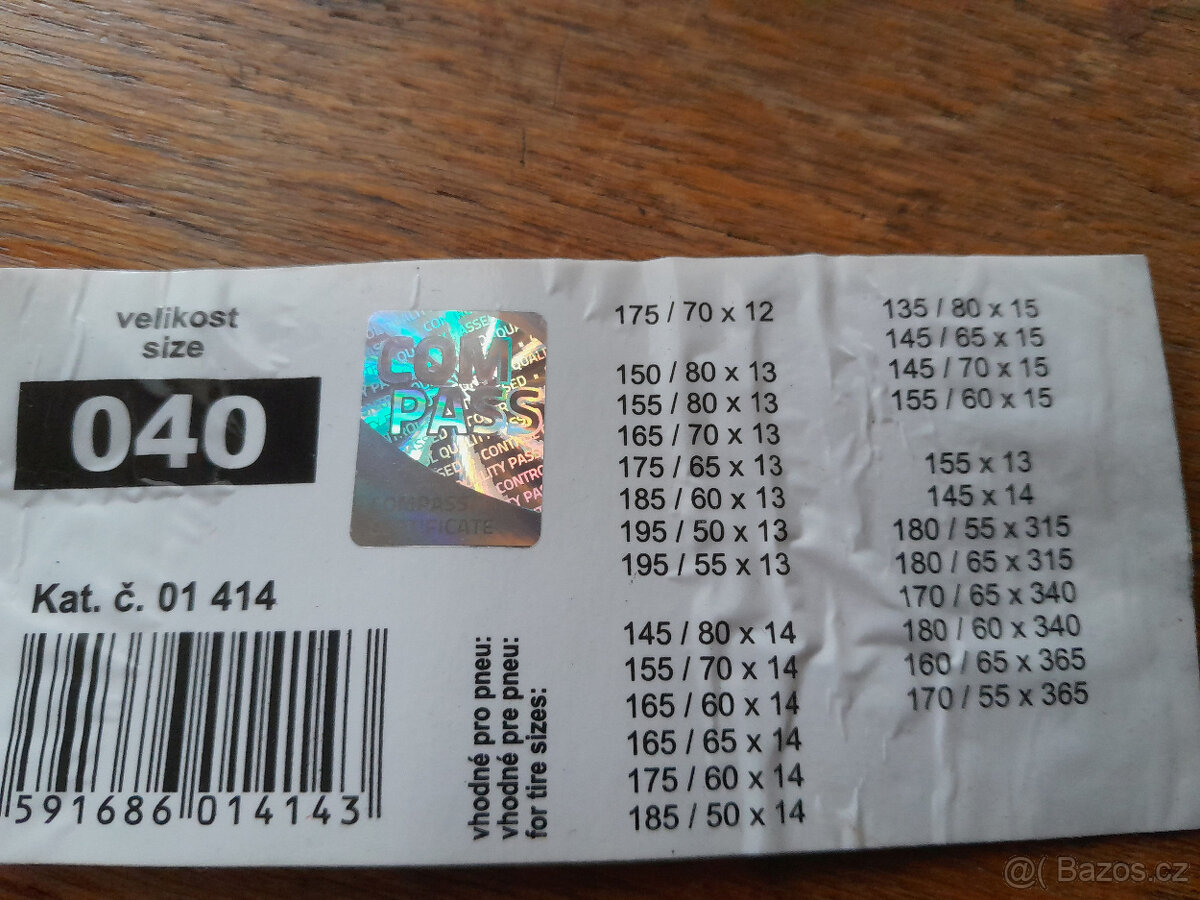 velikost
size
040
COM
PASS
COMPASS
CERTIFICATE
Kat. č. 01 414
591686 014143
vhodné pro pneu:
vhodné pre pneu:
for tire sizes:
175 / 70 x 12
150 / 80 x 13
155 / 80 x 13
165 / 70 x 13
175 / 65 x 13
185 / 60 x 13
195 / 50 x 13
195 / 55 x 13
145 / 80 x 14
155 / 70 x 14
165 / 60 x 14
165 / 65 x 14
175 / 60 x 14
185 / 50 x 14
135 / 80 x 15
145 / 65 x 15
145 / 70 x 15
155 / 60 x 15
155 x 13
145 x 14
180 / 55 x 315
180 / 65 x 315
170 / 65 x 340
180 / 60 x 340
160 / 65 x 365
170 / 55 x 365
@( Bazos.cz